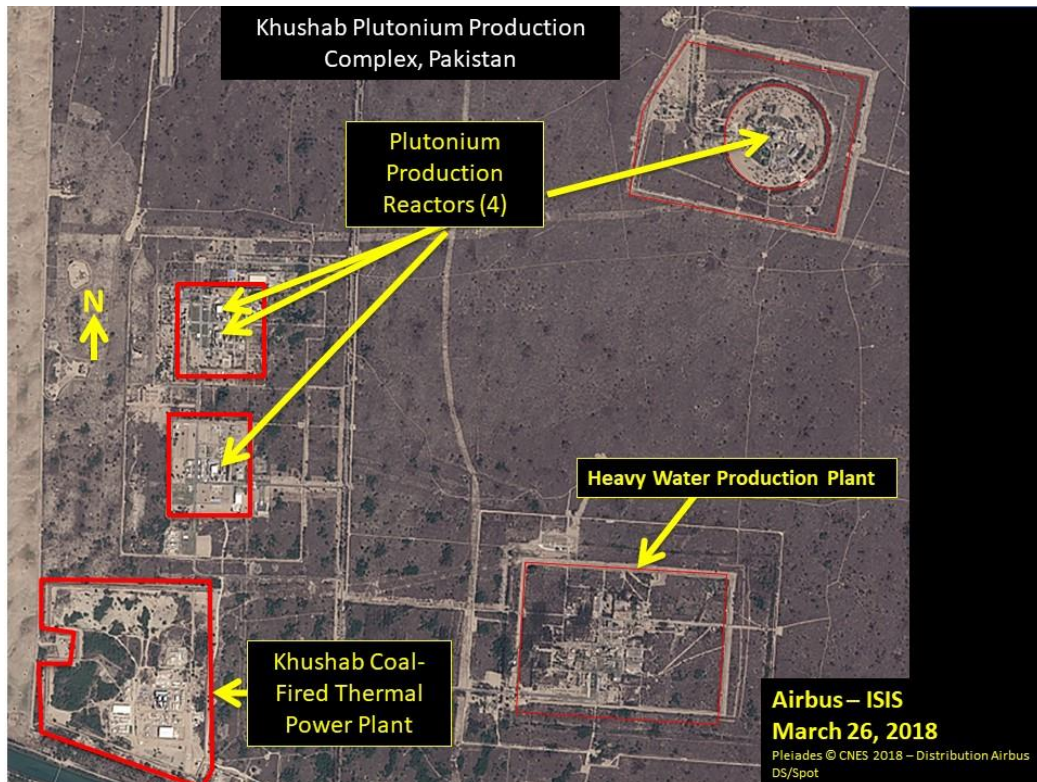 Khushab Plutonium Production
Complex, Pakistan
Plutonium
Production
Reactors (4)
N
Heavy Water Production Plant
Khushab Coal-
Fired Thermal
Power Plant
Airbus – ISIS
March 26, 2018
Pleiades © CNES 2018 – Distribution Airbus
DS/Spot